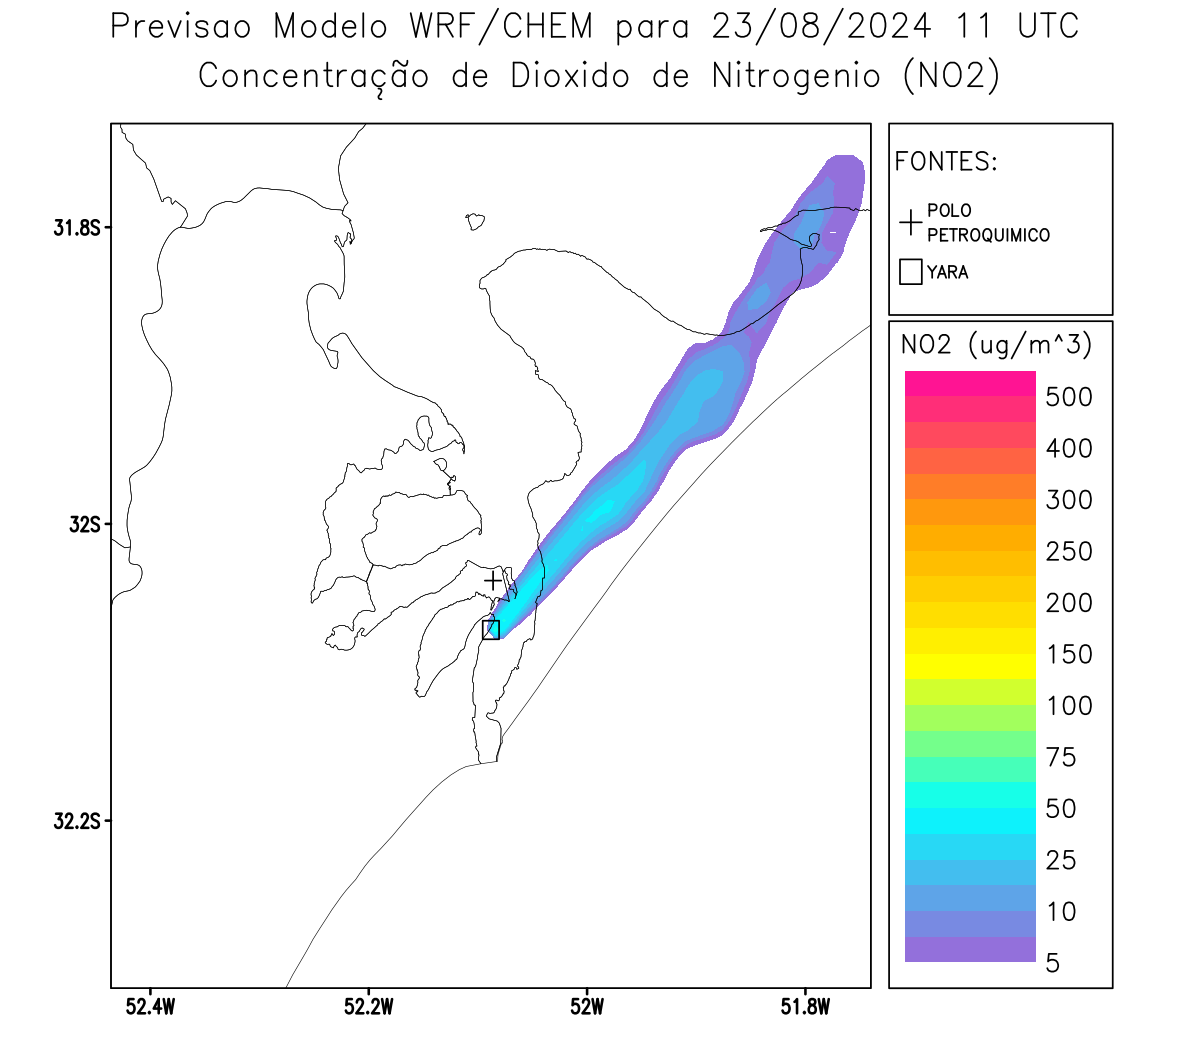 Previsao Modelo WRF/CHEM para 23/08/2024 11 UTC
Concentração de Dioxido de Nitrogenio (NO2)
FONTES:
POLO
PETROQUIMICO
YARA
31.8S
32S
32.2S
52.4W
52.2W
52W
51.8W
NO2 (ug/m^3)
500
400
300
250
200
150
100
75
50
25
10
5